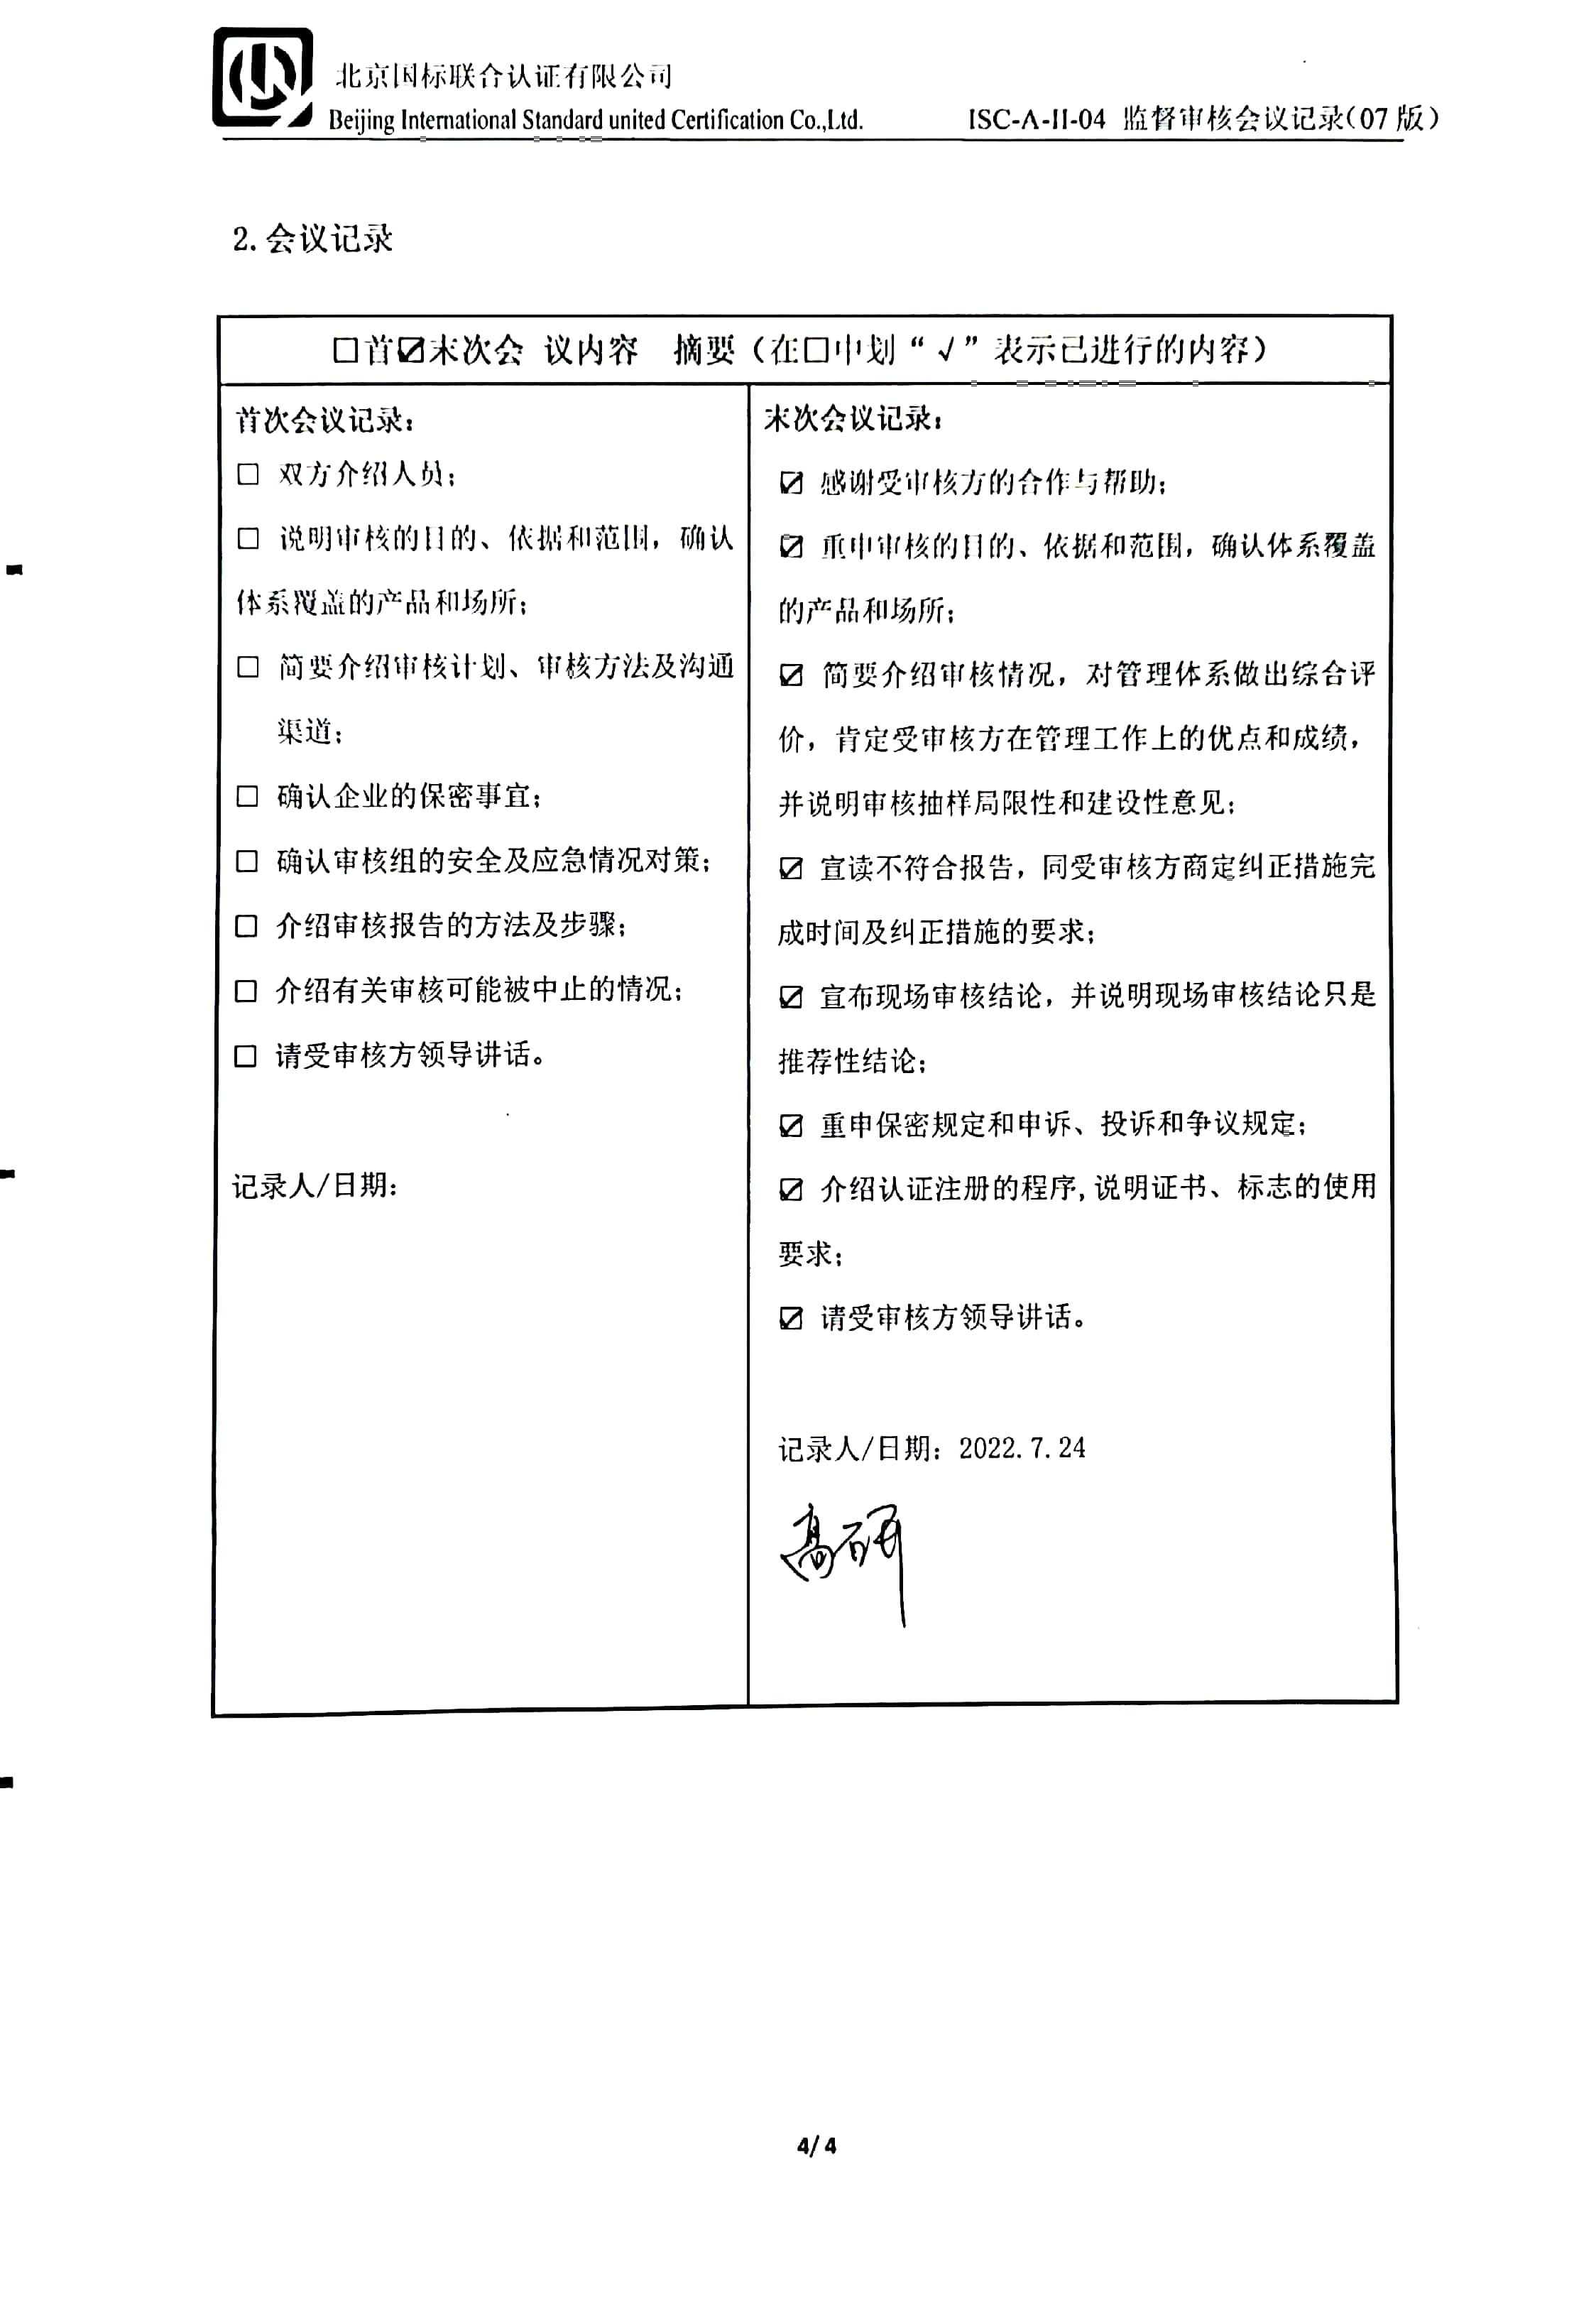 北京国标联合认证有限公司
Beijing International Standard united Certification Co.,Ltd.
ISC-A-II-04 监督审核会议记录(07版)
2.会议记录
☐首☑末次会 议内容 摘要（在☐中划“√”表示已进行的内容）
首次会议记录：
☐ 双方介绍人员；
☐ 说明审核的目的、依据和范围，确认
体系覆盖的产品和场所；
☐ 简要介绍审核计划、审核方法及沟通
渠道；
☐ 确认企业的保密事宜；
☐ 确认审核组的安全及应急情况对策；
☐ 介绍审核报告的方法及步骤；
☐ 介绍有关审核可能被中止的情况；
☐ 请受审核方领导讲话。
记录人/日期：
末次会议记录：
☑ 感谢受审核方的合作与帮助；
☑ 重申审核的目的、依据和范围，确认体系覆盖
的产品和场所；
☑ 简要介绍审核情况，对管理体系做出综合评
价，肯定受审核方在管理工作上的优点和成绩，
并说明审核抽样局限性和建设性意见；
☑ 宣读不符合报告，同受审核方商定纠正措施完
成时间及纠正措施的要求；
☑ 宣布现场审核结论，并说明现场审核结论只是
推荐性结论；
☑ 重申保密规定和申诉、投诉和争议规定；
☑ 介绍认证注册的程序,说明证书、标志的使用
要求；
☑ 请受审核方领导讲话。
记录人/日期：2022.7.24
4/4